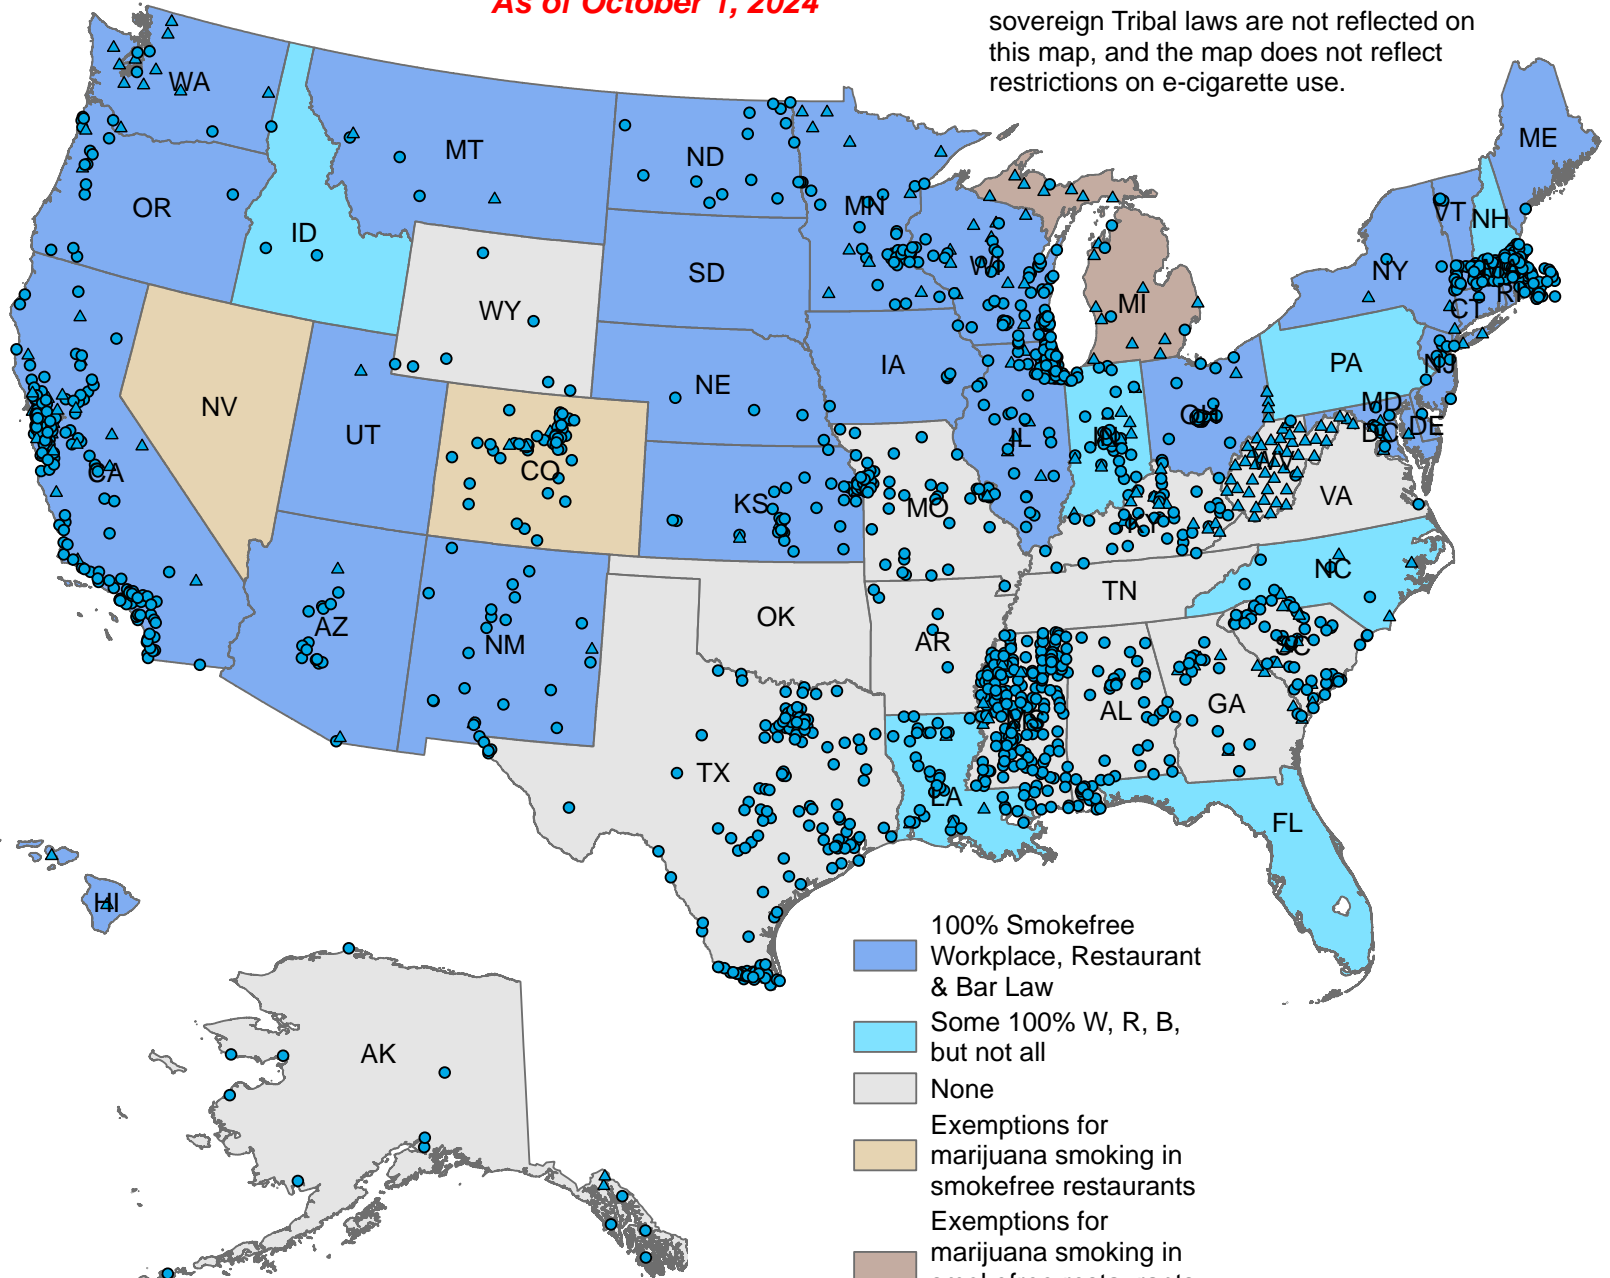 As of October 1, 2024
sovereign Tribal laws are not reflected on
this map, and the map does not reflect
restrictions on e-cigarette use.
WA
MT
ND
MN
ME
OR
ID
SD
WI
VT
NH
NY
MA
WY
MI
RI
CT
IA
PA
NJ
NE
NV
UT
CO
IL
IN
OH
MD
DC
DE
CA
KS
MO
WV
VA
KY
AZ
NM
OK
TN
NC
AR
SC
TX
MS
AL
GA
LA
FL
HI
AK
100% Smokefree
Workplace, Restaurant
& Bar Law
Some 100% W, R, B,
but not all
None
Exemptions for
marijuana smoking in
smokefree restaurants
Exemptions for
marijuana smoking in
smokefree restaurants